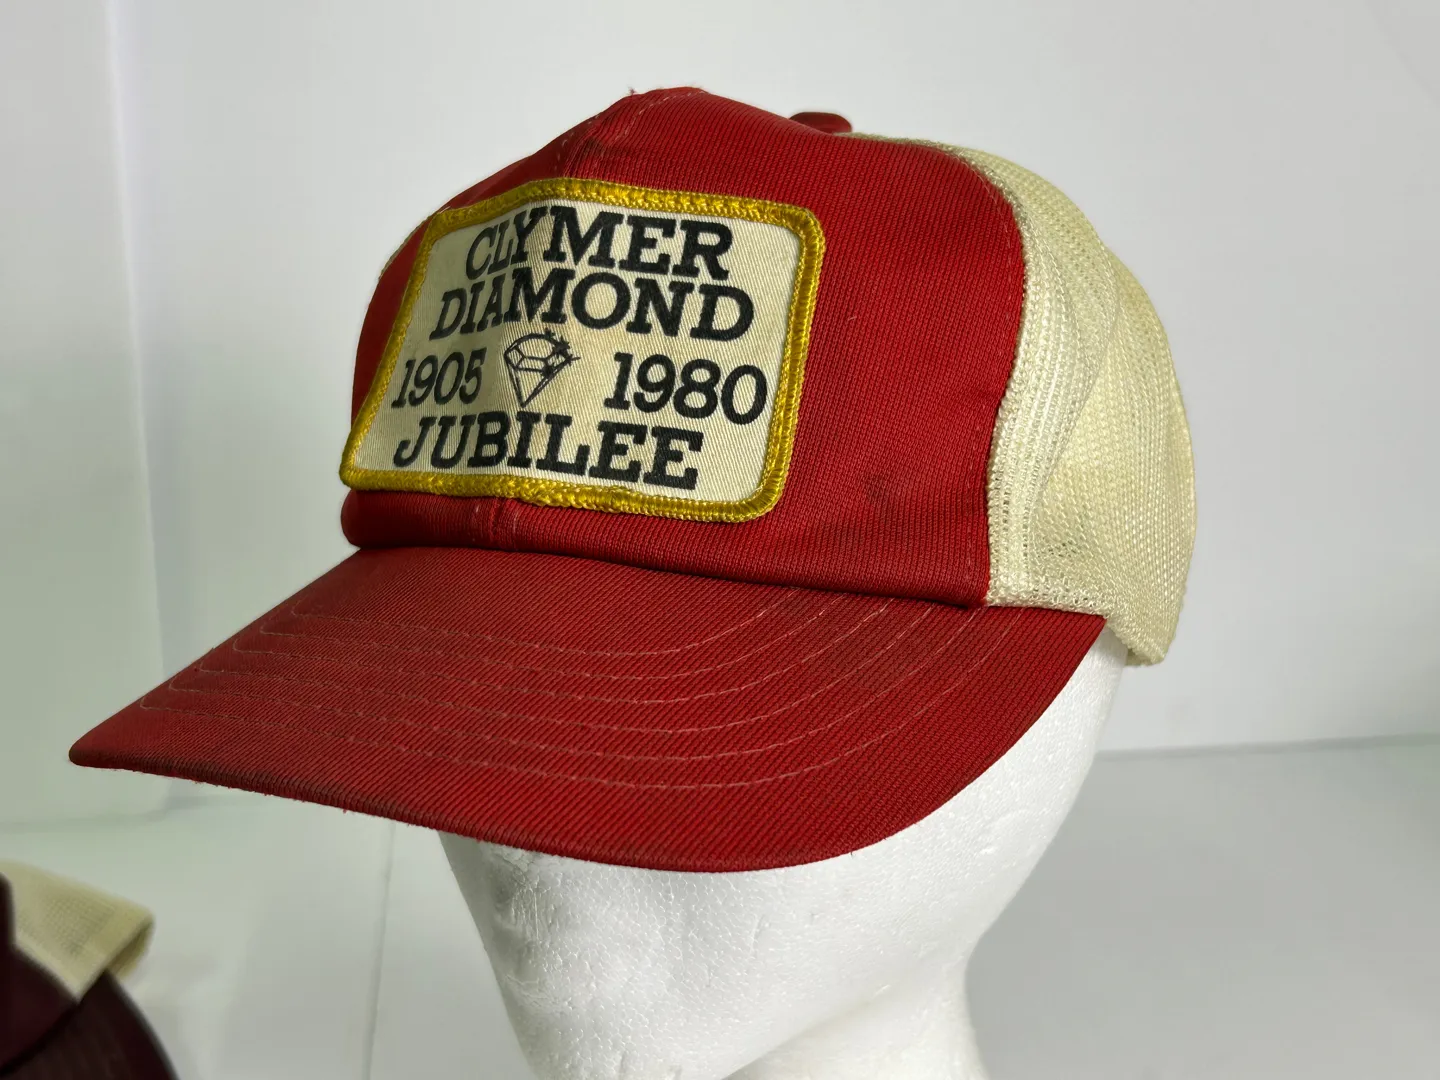 CLYMER
DIAMOND
1905 1980
JUBILEE